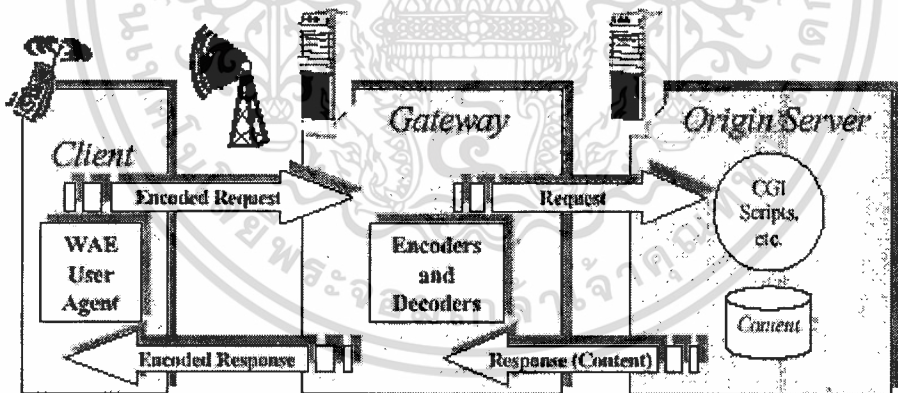 Client
Gateway
Origin Server
Encoded Request
Request
CGI
Scripts,
etc.
WAE
User
Agent
Encoders
and
Decoders
Content
Encoded Response
Response (Content)